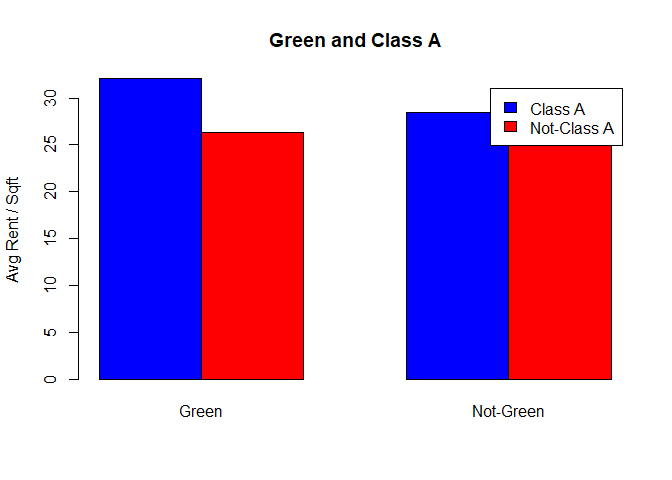 Green and Class A
Avg Rent / Sqft
30
25
20
15
10
5
0
Class A
Not-Class A
Green
Not-Green